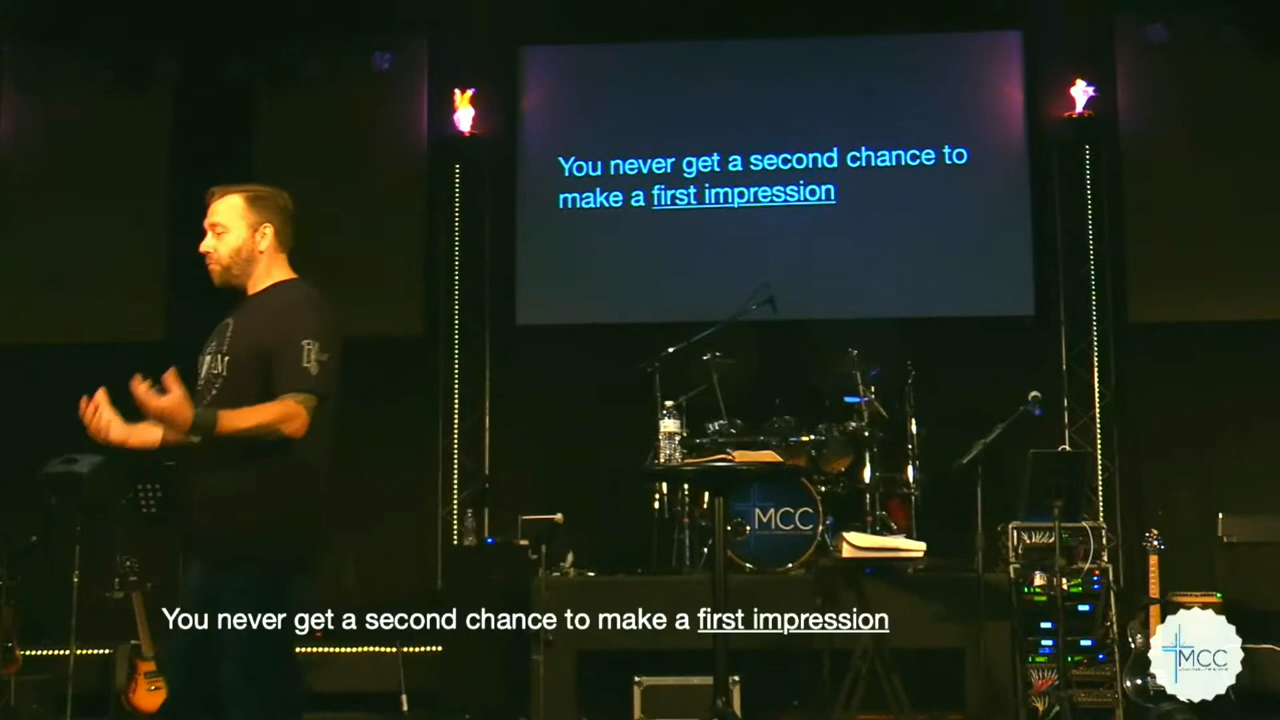 You never get a second chance to
make a first impression
MCC
You never get a second chance to make a first impression
MCC